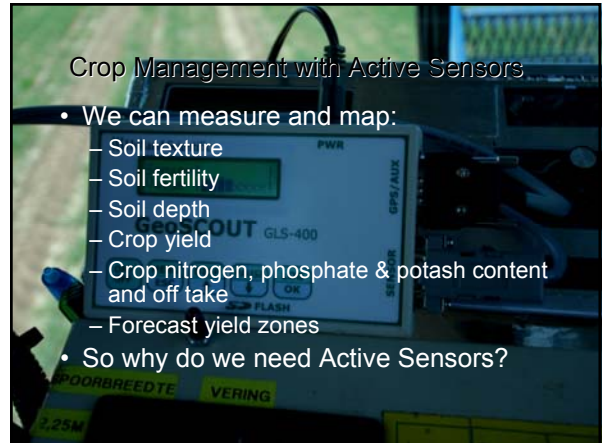 Crop Management with Active Sensors
• We can measure and map:
– Soil texture
– Soil fertility
– Soil depth
– Crop yield
– Crop nitrogen, phosphate & potash content
and off take
– Forecast yield zones
• So why do we need Active Sensors?
PWR
GPS/AUX
GeoSCOUT GLS-400
SENSOR
OK
FLASH
SPOORBREEDTE
VERING
2,25M